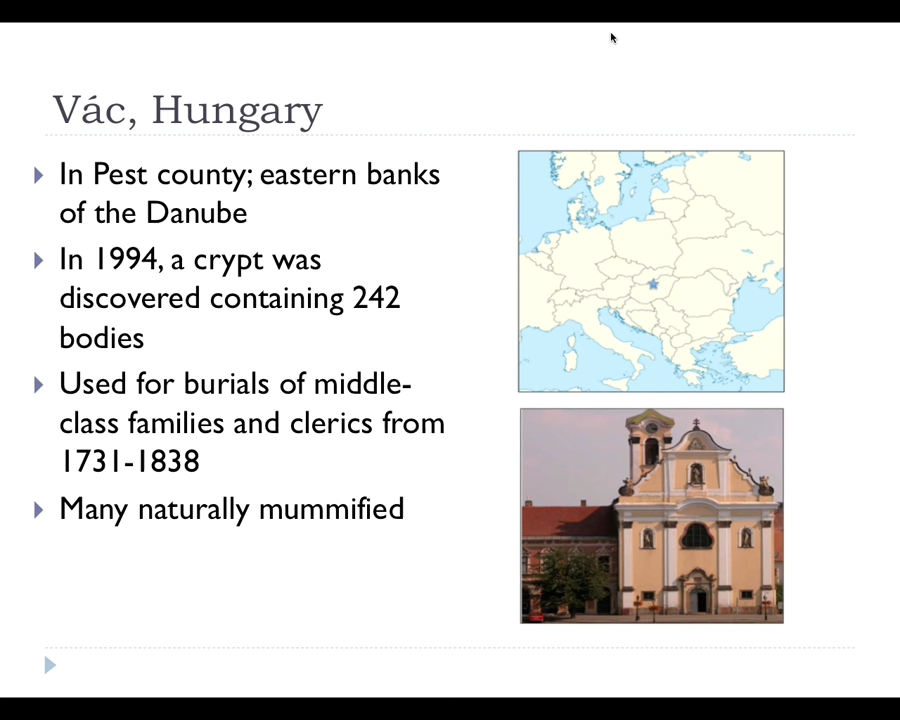 Vác, Hungary
In Pest county; eastern banks
of the Danube
In 1994, a crypt was
discovered containing 242
bodies
Used for burials of middle-
class families and clerics from
1731-1838
Many naturally mummified